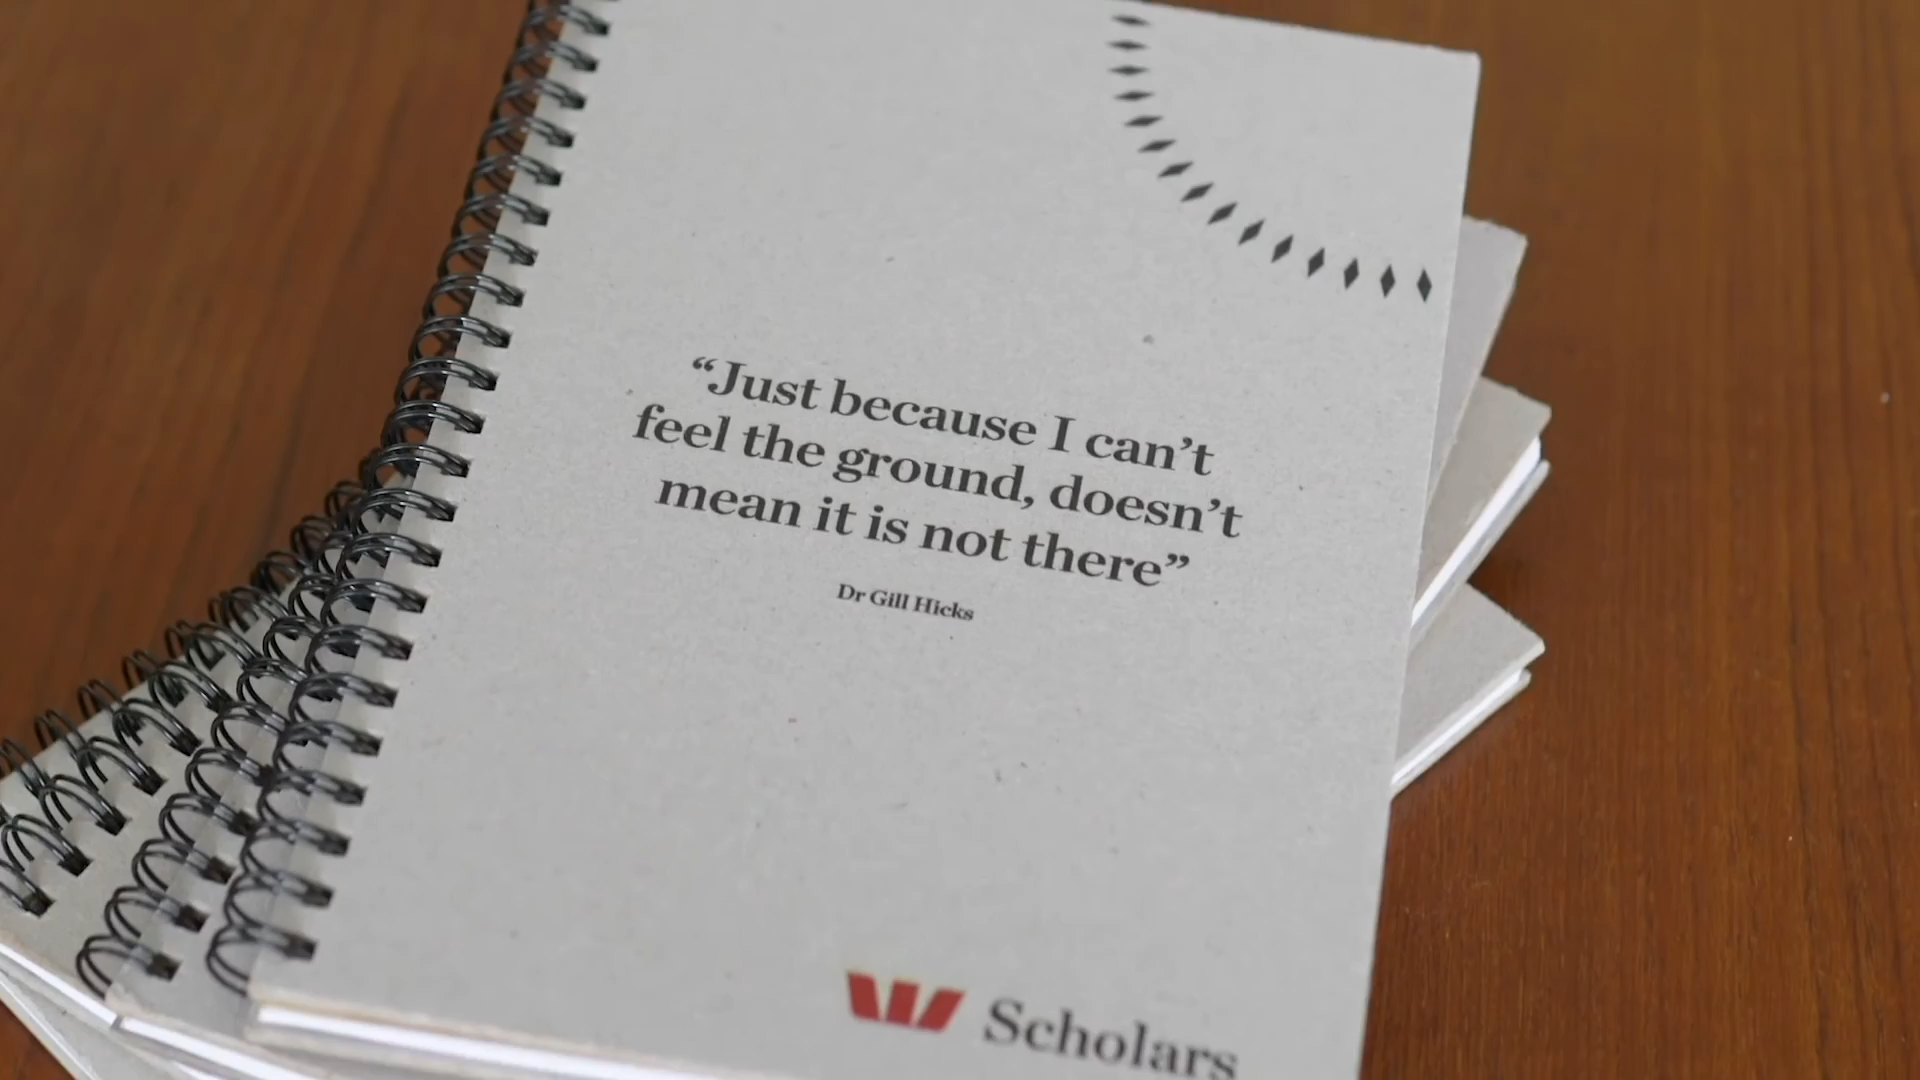 “Just because I can’t
feel the ground, doesn’t
mean it is not there”
Dr Gill Hicks
Scholars